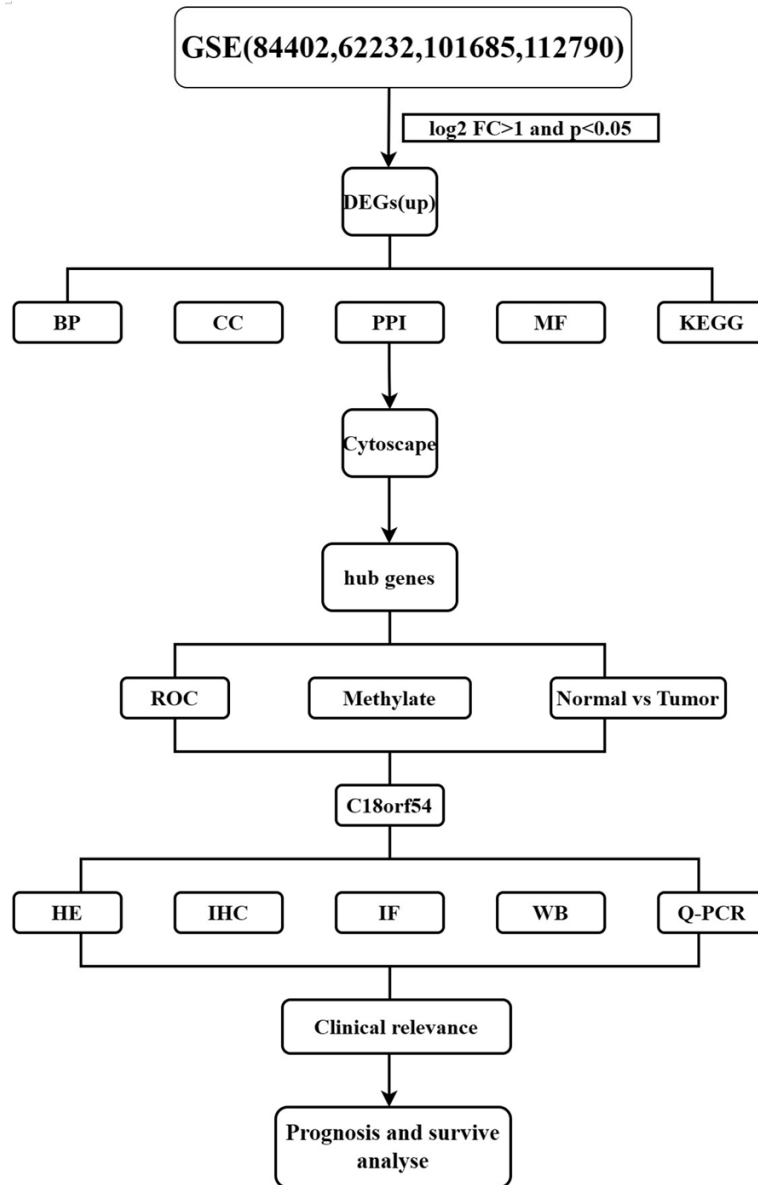 GSE(84402,62232,101685,112790)
log2 FC>1 and p<0.05
DEGs(up)
BP
CC
PPI
MF
KEGG
Cytoscape
hub genes
ROC
Methylate
Normal vs Tumor
C18orf54
HE
IHC
IF
WB
Q-PCR
Clinical relevance
Prognosis and survive
analyse